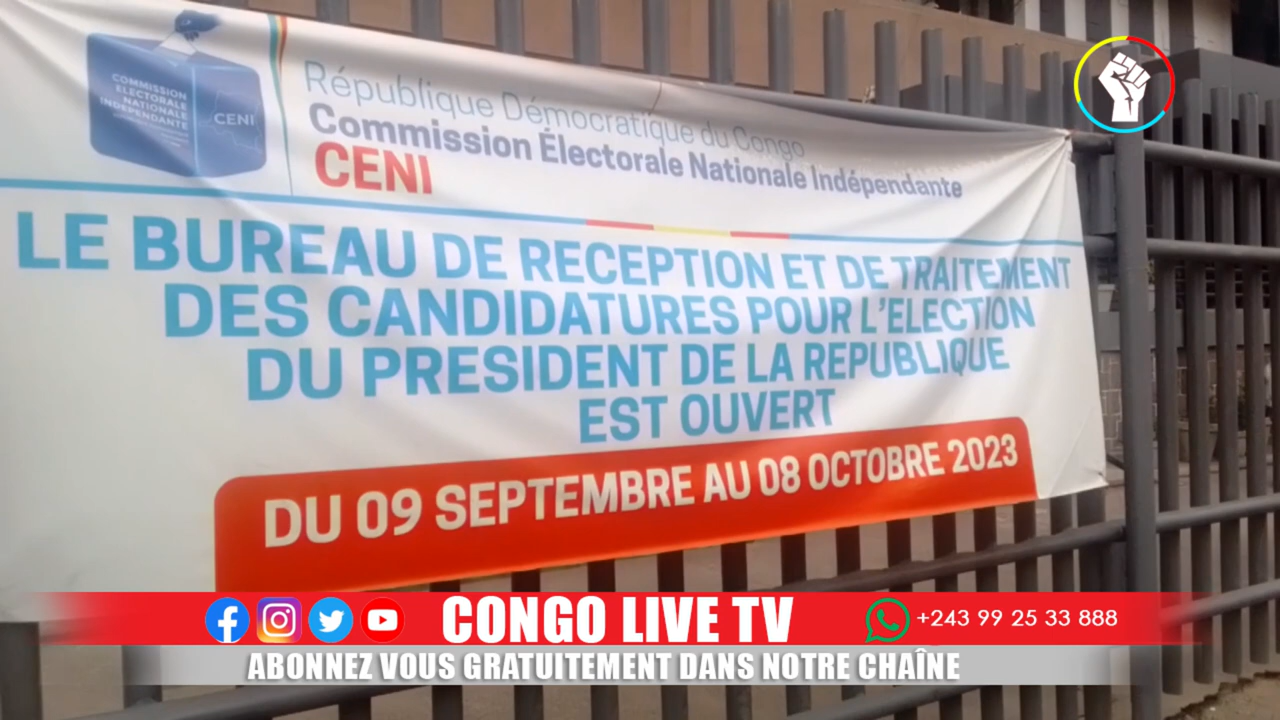 COMMISSION
ELECTORALE
NATIONALE
INDEPENDANTE
CENI
République Démocratique du Congo
Commission Électorale Nationale Indépendante
CENI
LE BUREAU DE RECEPTION ET DE TRAITEMENT
DES CANDIDATURES POUR L'ELECTION
DU PRESIDENT DE LA REPUBLIQUE
EST OUVERT
DU 09 SEPTEMBRE AU 08 OCTOBRE 2023
CONGO LIVE TV
+243 99 25 33 888
ABONNEZ VOUS GRATUITEMENT DANS NOTRE CHAÎNE